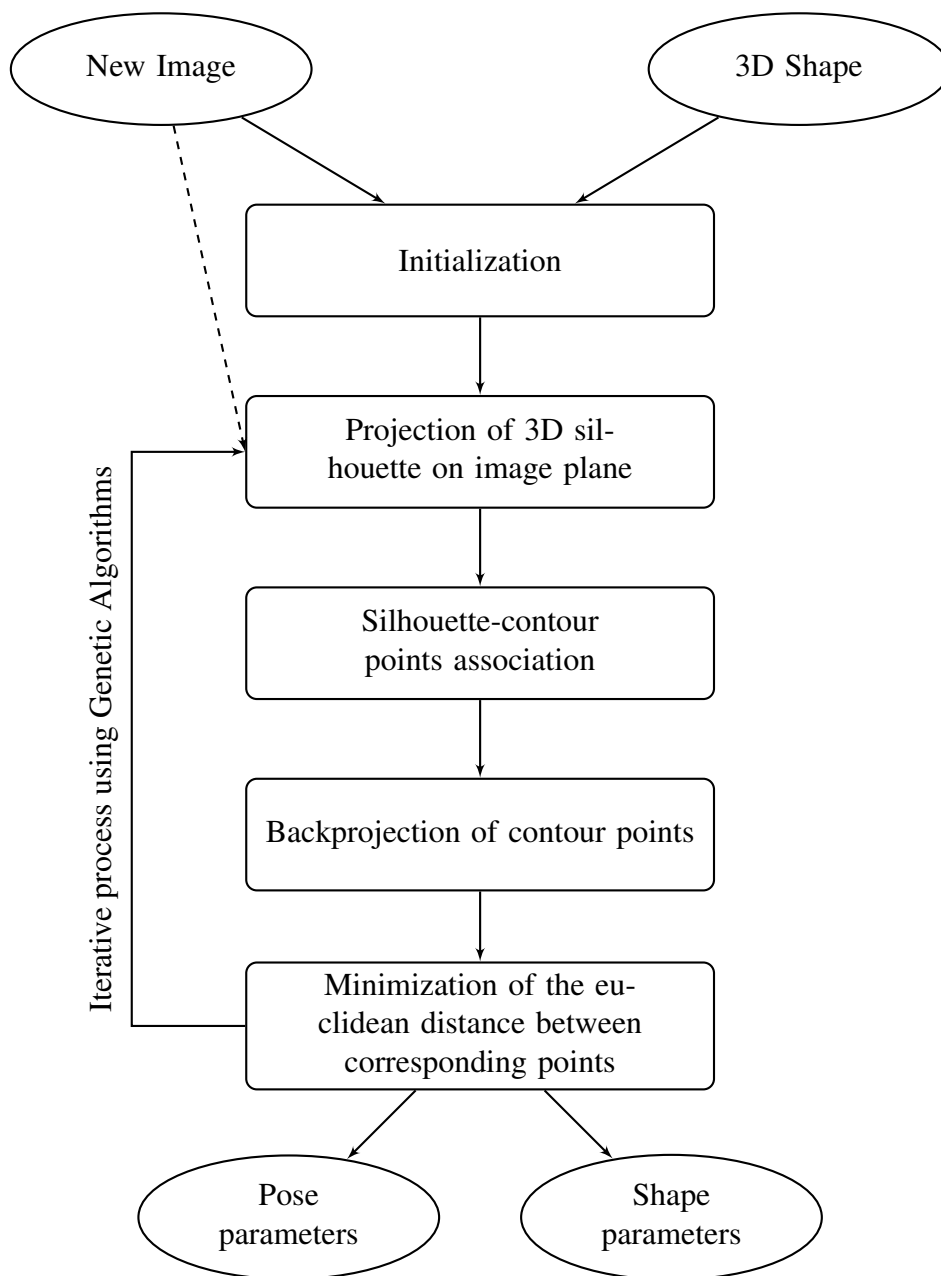 New Image
3D Shape
Initialization
Projection of 3D sil-
houette on image plane
Silhouette-contour
points association
Backprojection of contour points
Iterative process using Genetic Algorithms
Minimization of the eu-
clidean distance between
corresponding points
Pose
parameters
Shape
parameters